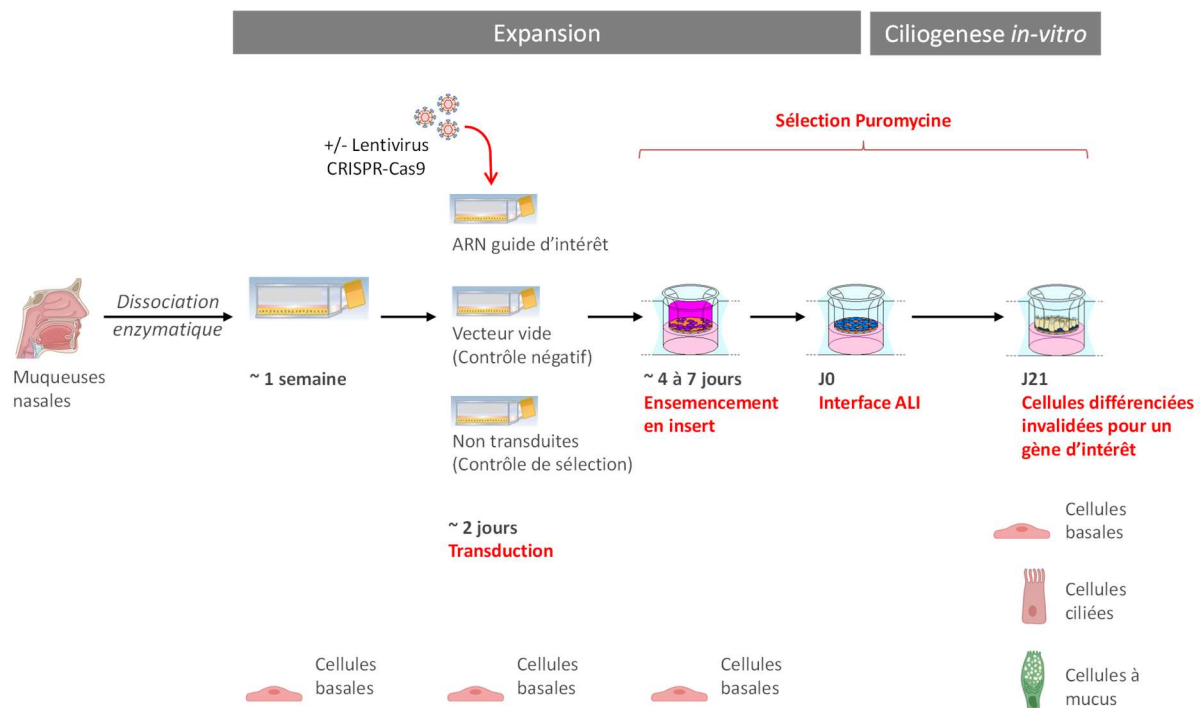 Expansion
Ciliogenese in-vitro
+/- Lentivirus
CRISPR-Cas9
Sélection Puromycine
ARN guide d'intérêt
Dissociation
enzymatique
Vecteur vide
(Contrôle négatif)
Muqueuses
nasales
~ 1 semaine
~ 4 à 7 jours
Ensemencement
en insert
J0
Interface ALI
J21
Cellules différenciées
invalidées pour un
gène d'intérêt
Non transduites
(Contrôle de sélection)
~ 2 jours
Transduction
Cellules
basales
Cellules
ciliées
Cellules à
mucus
Cellules
basales
Cellules
basales
Cellules
basales